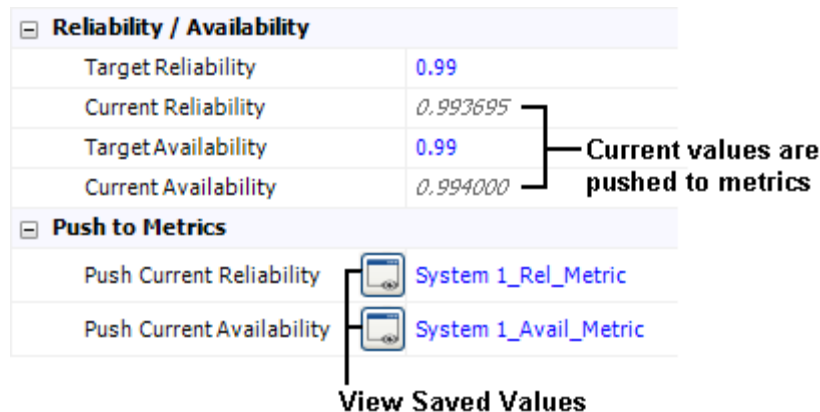 Reliability / Availability
Target Reliability 0.99
Current Reliability 0.993695
Target Availability 0.99
Current Availability 0.994000
Current values are
pushed to metrics
Push to Metrics
Push Current Reliability System 1_Rel_Metric
Push Current Availability System 1_Avail_Metric
View Saved Values